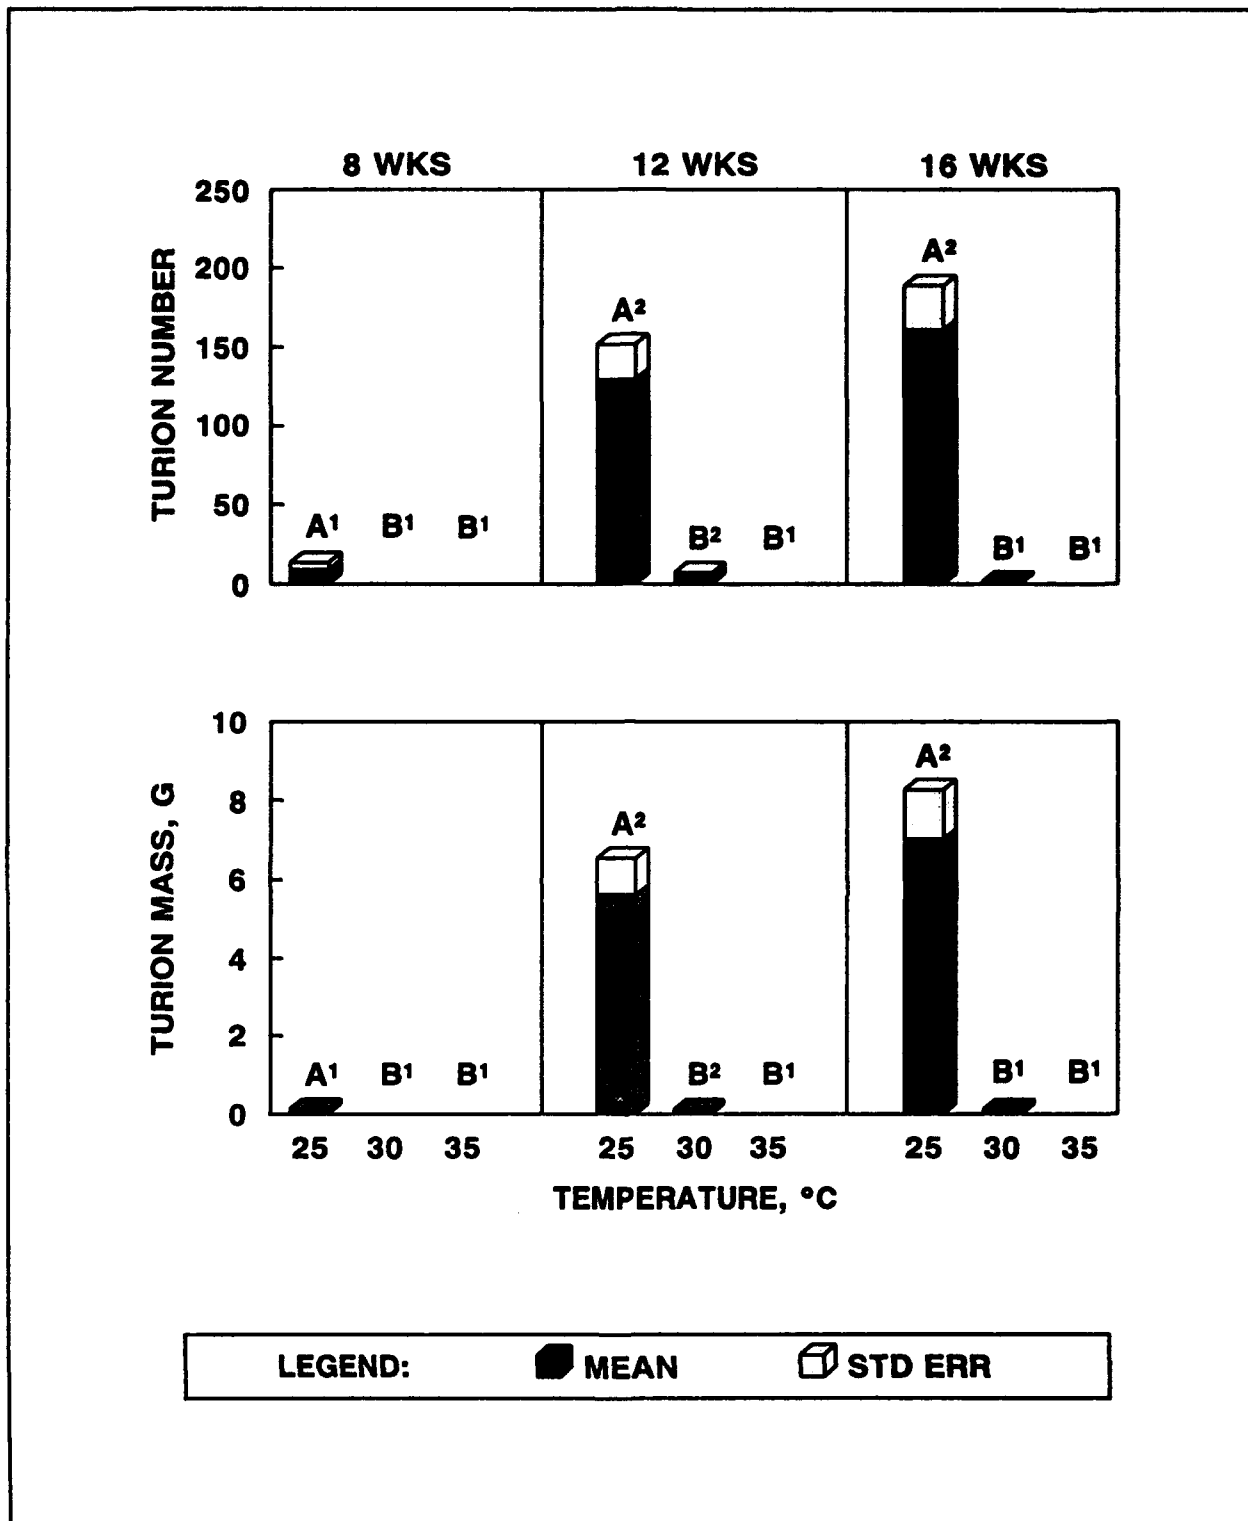 8 WKS 12 WKS 16 WKS
250
200
150
100
50
0
TURION NUMBER
A¹ B¹ B¹
A² B² B¹
A² B¹ B¹
10
8
6
4
2
0
TURION MASS, G
A¹ B¹ B¹
A² B² B¹
A² B¹ B¹
25 30 35 25 30 35 25 30 35
TEMPERATURE, °C
LEGEND: MEAN STD ERR